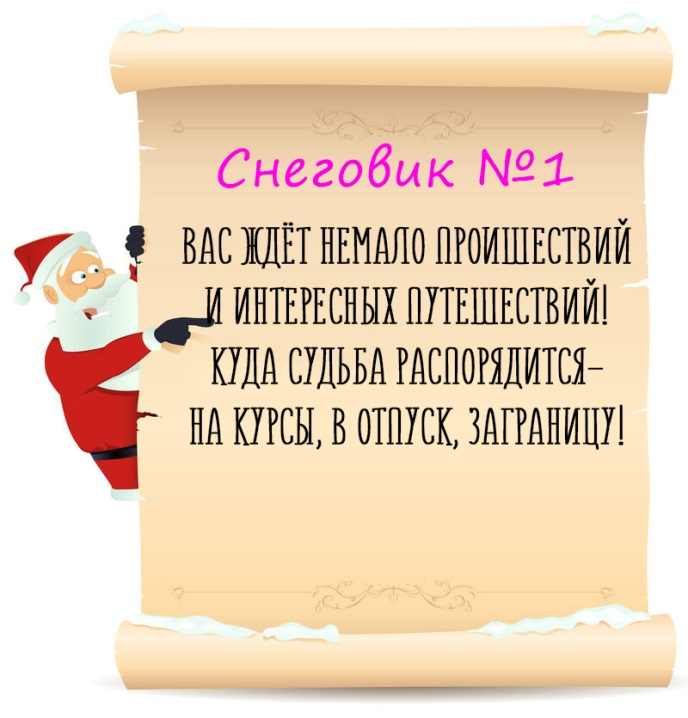 Снеговик №1
ВАС ЖДЁТ НЕМАЛО ПРОИШЕСТВИЙ
И ИНТЕРЕСНЫХ ПУТЕШЕСТВИЙ!
КУДА СУДЬБА РАСПОРЯДИТСЯ-
НА КУРСЫ, В ОТПУСК, ЗАГРАНИЦУ!